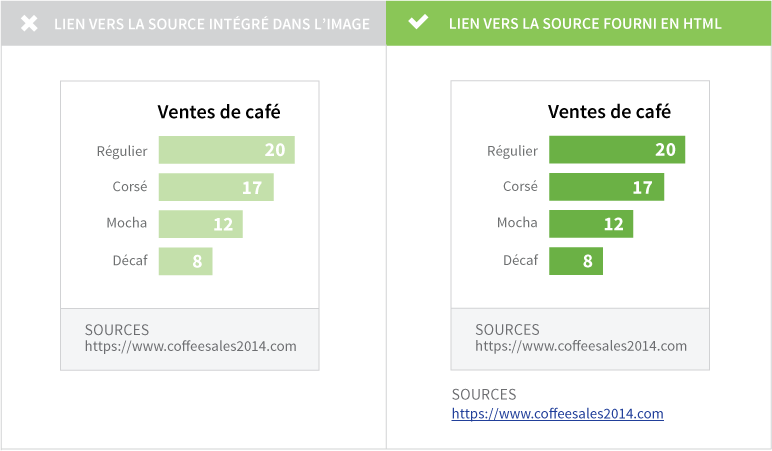 LIEN VERS LA SOURCE INTÉGRÉ DANS L'IMAGE
Ventes de café
Régulier 20
Corsé 17
Mocha 12
Décaf 8
SOURCES
https://www.coffeesales2014.com
LIEN VERS LA SOURCE FOURNI EN HTML
Ventes de café
Régulier 20
Corsé 17
Mocha 12
Décaf 8
SOURCES
https://www.coffeesales2014.com
SOURCES
https://www.coffeesales2014.com